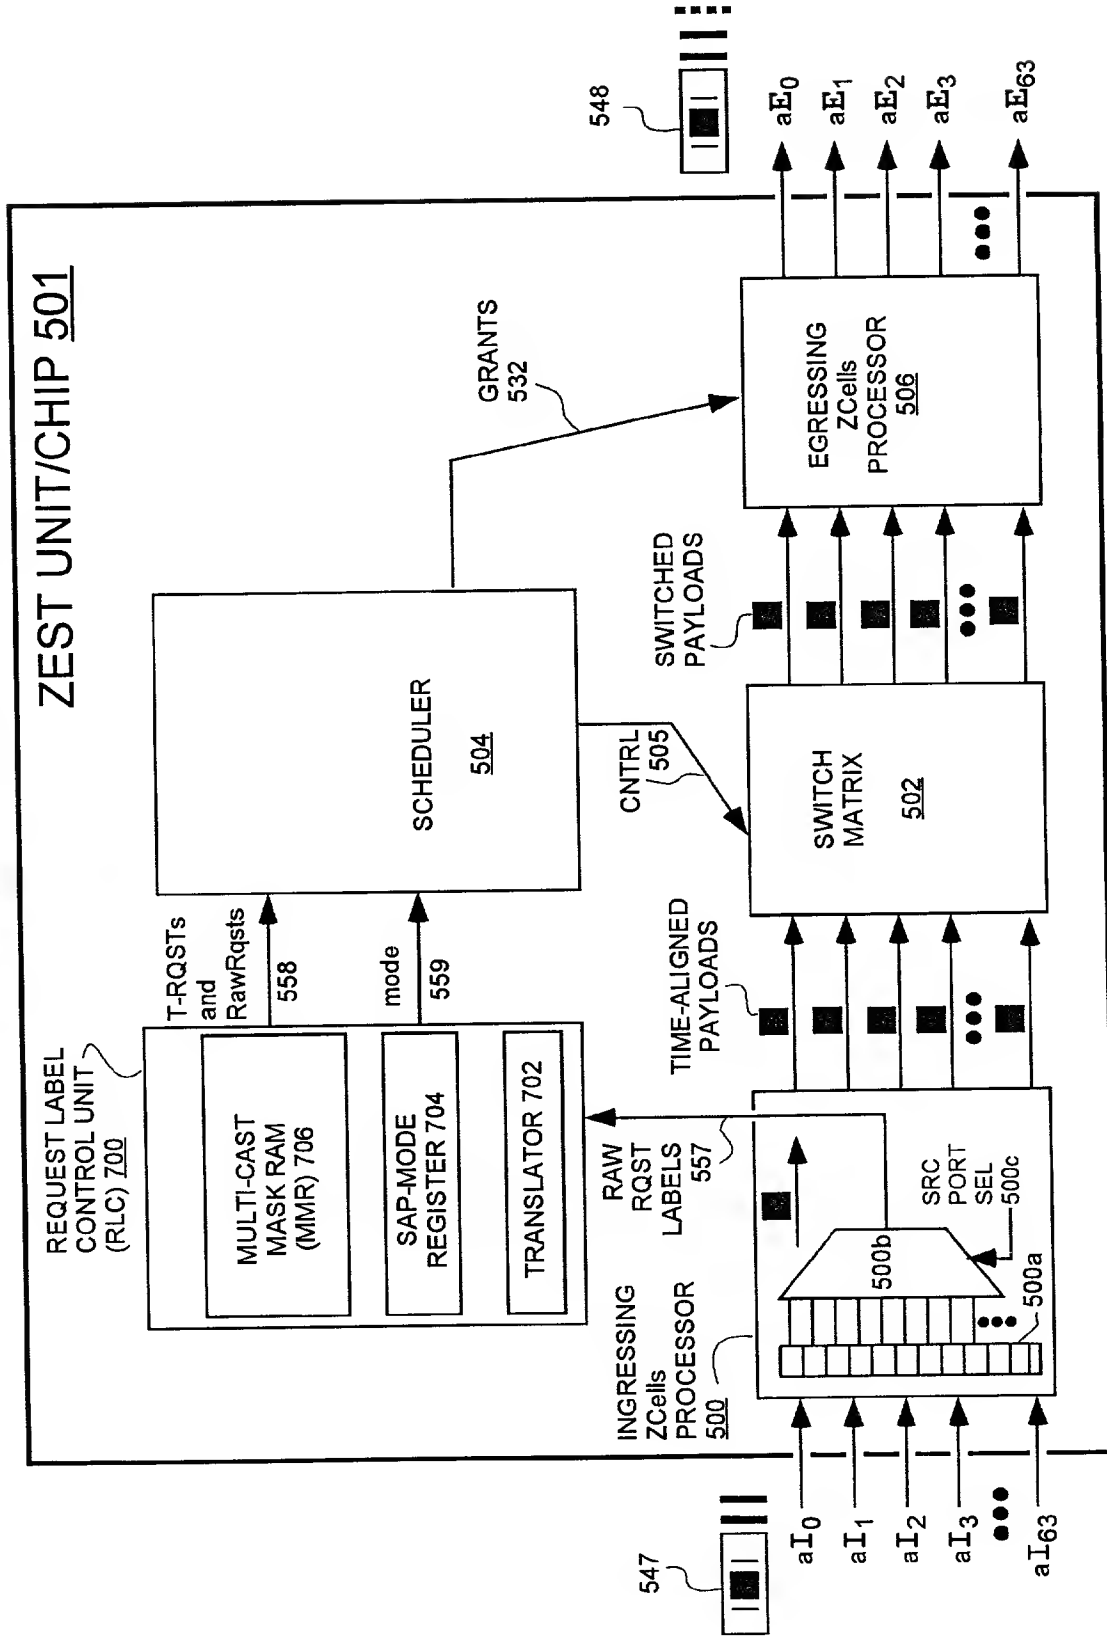 ZEST UNIT/CHIP 501
REQUEST LABEL
CONTROL UNIT
(RLC) 700
MULTI-CAST
MASK RAM
(MMR) 706
SAP-MODE
REGISTER 704
TRANSLATOR 702
T-RQSTs
and
RawRqsts
558
mode
559
SCHEDULER
504
GRANTS
532
CNTRL
505
RAW
RQST
LABELS
557
INGRESSING
ZCells
PROCESSOR
500
500b
SRC
PORT
SEL
500c
500a
TIME-ALIGNED
PAYLOADS
SWITCH
MATRIX
502
SWITCHED
PAYLOADS
EGRESSING
ZCells
PROCESSOR
506
547
aI0
aI1
aI2
aI3
aI63
548
aE0
aE1
aE2
aE3
aE63